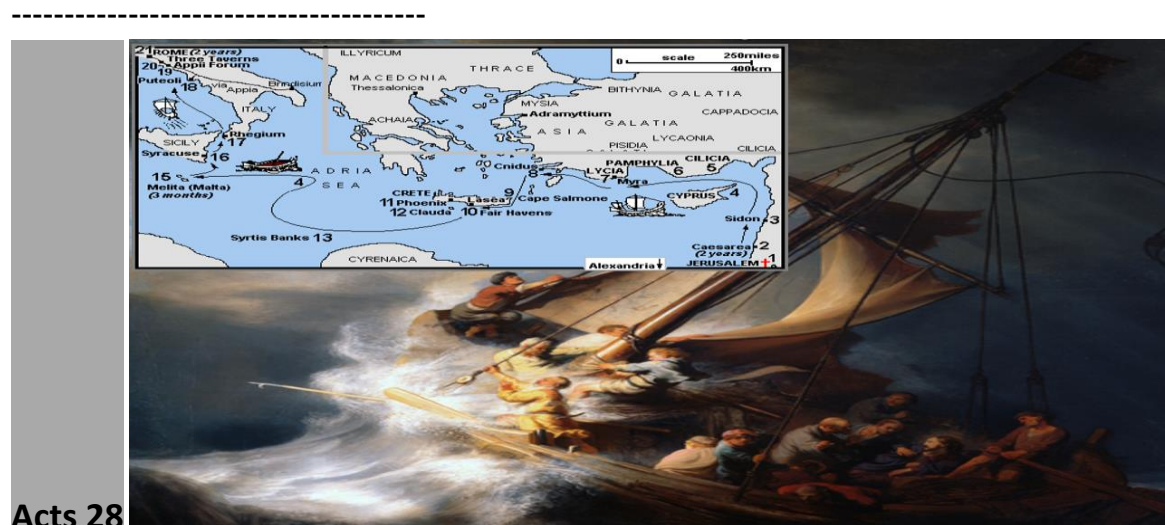 ---------------------------------------
21 ROME (2 years)
Three Taverns
20 Appii Forum
19
Puteoli
18
via
Appia
Brindisium
ITALY
ILLYRICUM
THRACE
MACEDONIA
Thessalonica
ACHAIA
0 scale 250miles
400km
BITHYNIA GALATIA
MYSIA
Adramyttium
CAPPADOCIA
GALATIA
ASIA
LYCAONIA
PISIDIA
CILICIA
Rhegium
17
SICILY
Syracuse 16
15
Melita (Malta)
(3 months)
ADRIA
SEA
4
Cnidus
8
PAMPHYLIA CILICIA
6 5
LYCIA
7
Myra
CRETE
9
11 Phoenix
Lasea
Cape Salmone
12 Clauda
10 Fair Havens
CYPRUS
4
Sidon 3
Syrtis Banks 13
Caesarea 2
(2 years)
1
JERUSALEM
CYRENAICA
Alexandria
Acts 28